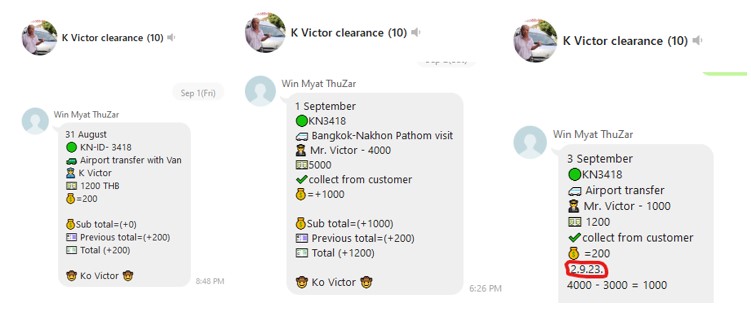 K Victor clearance (10)
Sep 1(Fri)
Win Myat ThuZar
31 August
KN-ID- 3418
Airport transfer with Van
K Victor
1200 THB
=200
Sub total=(+0)
Previous total=(+200)
Total (+200)
Ko Victor
8:48 PM
K Victor clearance (10)
Win Myat ThuZar
1 September
KN3418
Bangkok-Nakhon Pathom visit
Mr. Victor - 4000
5000
✔collect from customer
=+1000
Sub total=(+1000)
Previous total=(+200)
Total (+1200)
Ko Victor
6:26 PM
K Victor clearance (10)
Win Myat ThuZar
3 September
KN3418
Airport transfer
Mr. Victor - 1000
1200
✔collect from customer
=200
2.9.23.
4000 - 3000 = 1000